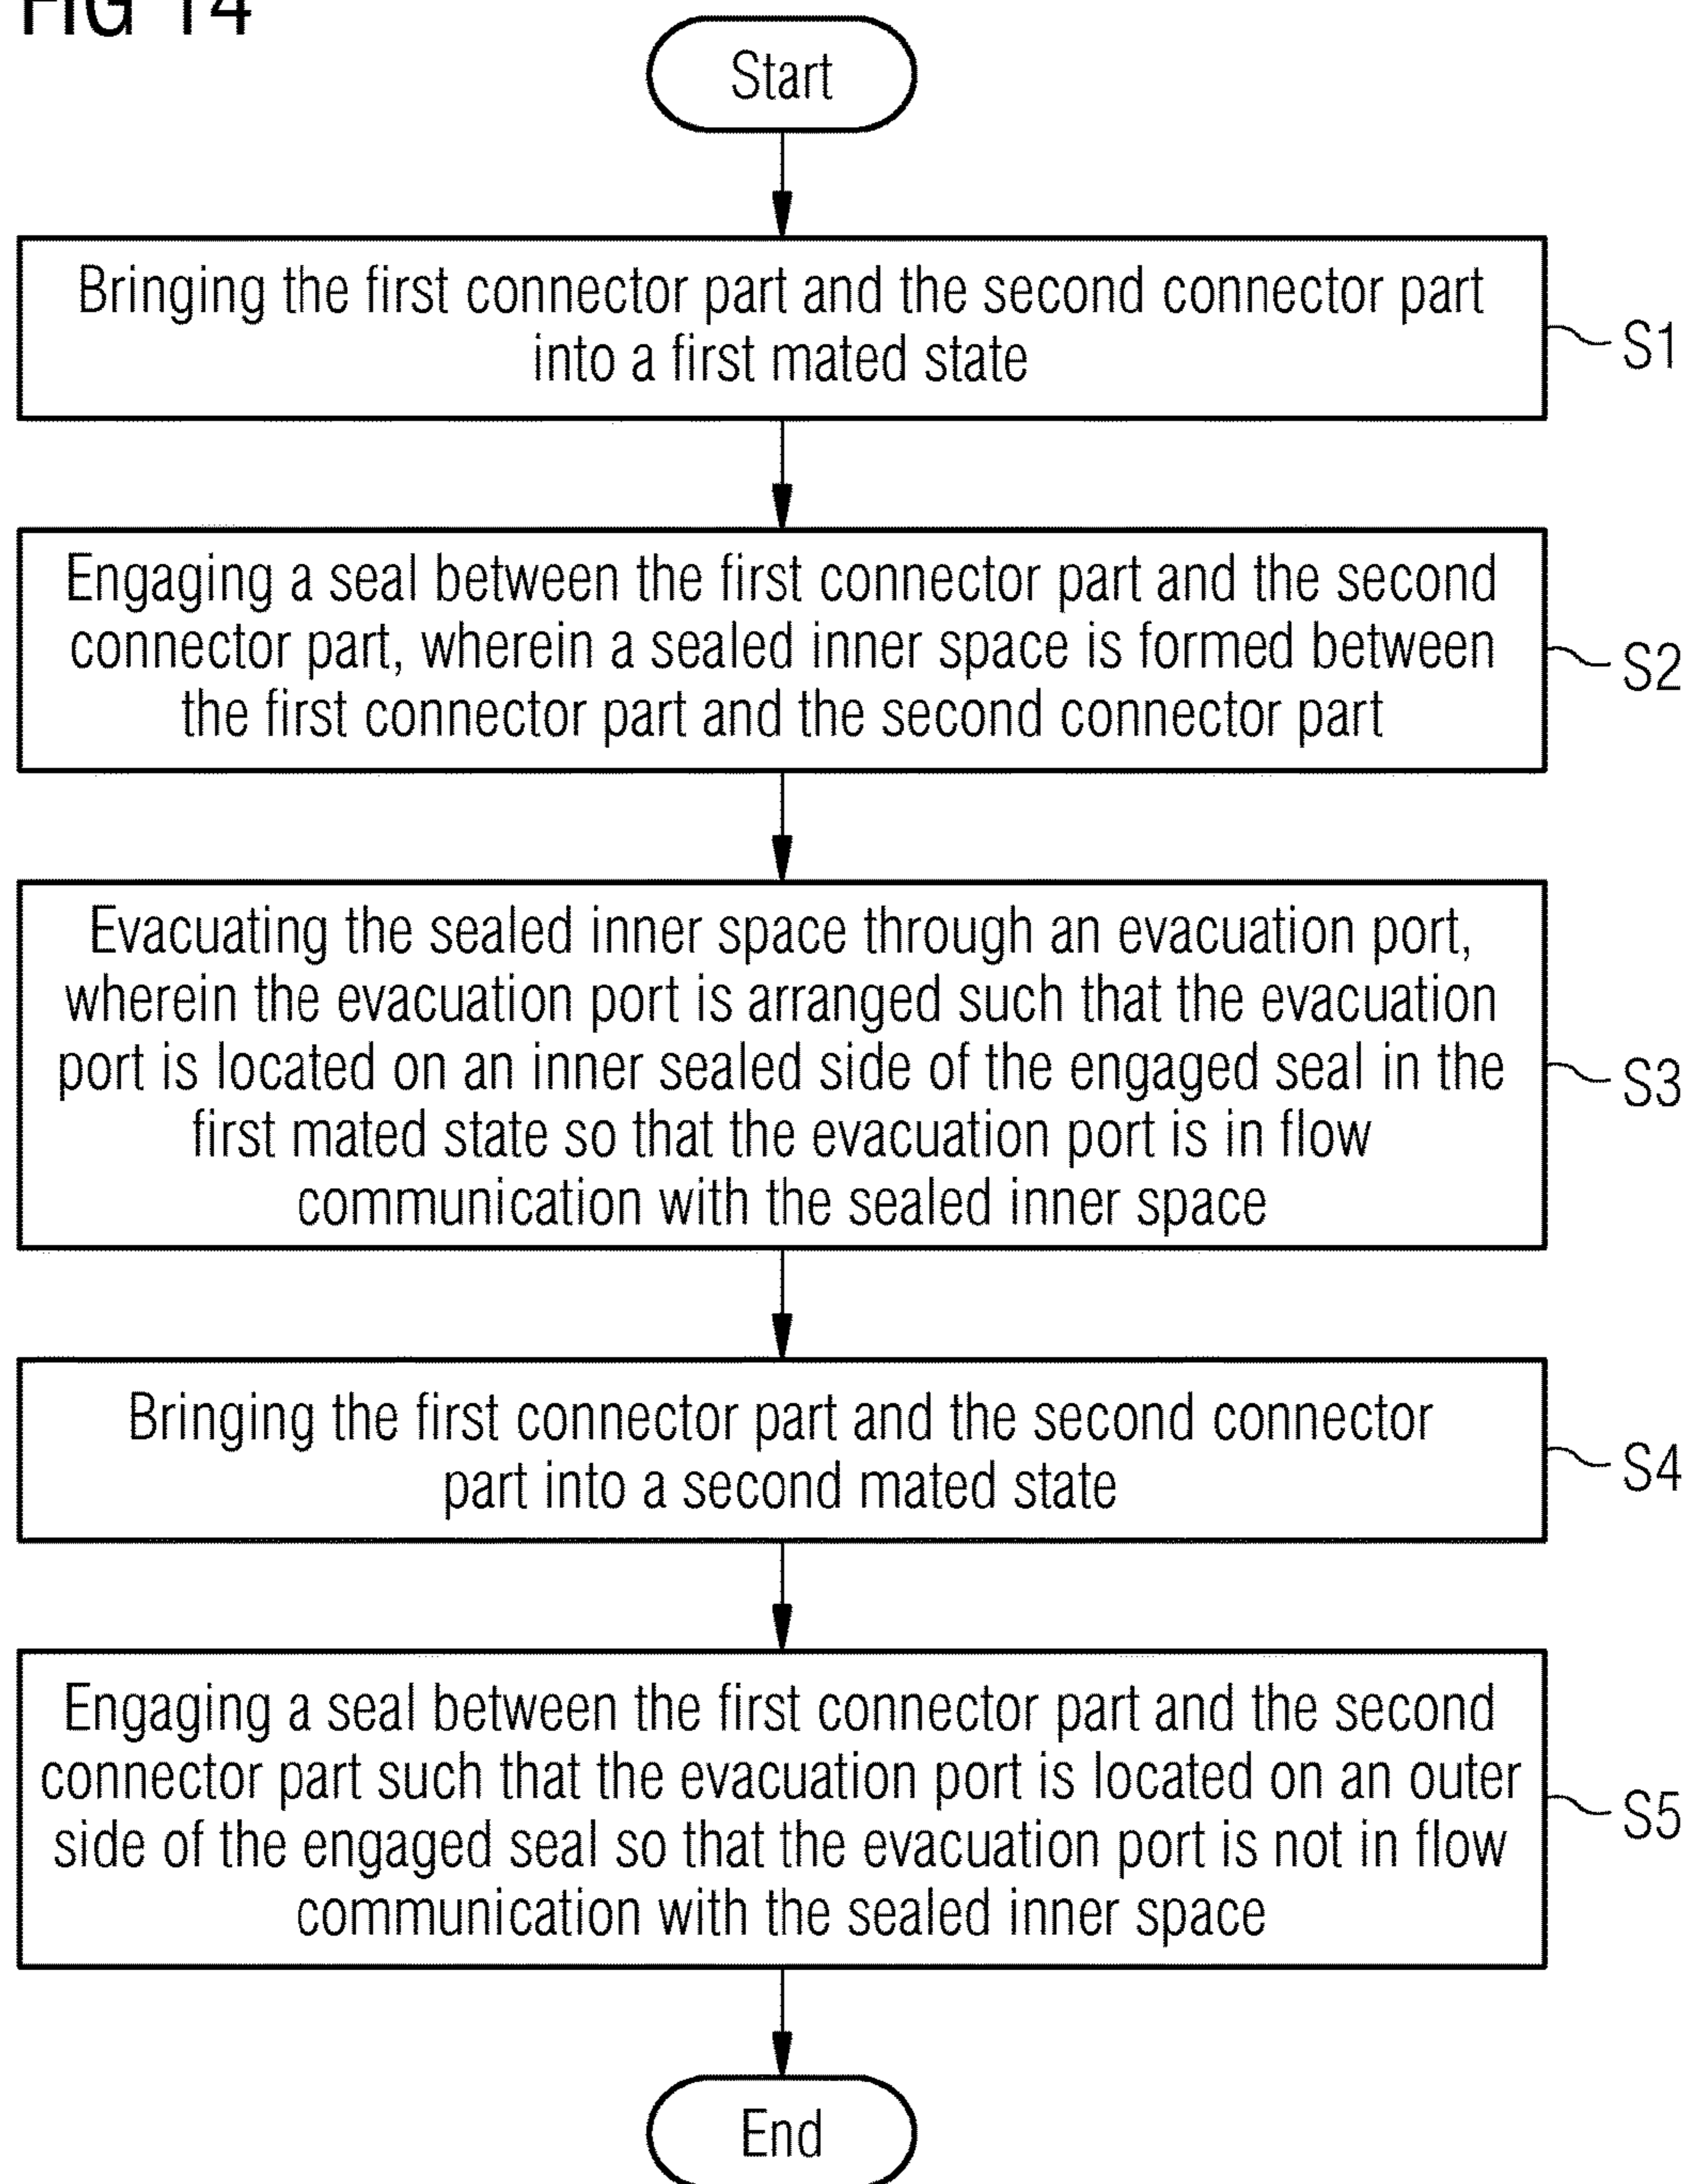 FIG 14
Start
Bringing the first connector part and the second connector part
into a first mated state
S1
Engaging a seal between the first connector part and the second
connector part, wherein a sealed inner space is formed between
the first connector part and the second connector part
S2
Evacuating the sealed inner space through an evacuation port,
wherein the evacuation port is arranged such that the evacuation
port is located on an inner sealed side of the engaged seal in the
first mated state so that the evacuation port is in flow
communication with the sealed inner space
S3
Bringing the first connector part and the second connector
part into a second mated state
S4
Engaging a seal between the first connector part and the second
connector part such that the evacuation port is located on an outer
side of the engaged seal so that the evacuation port is not in flow
communication with the sealed inner space
S5
End